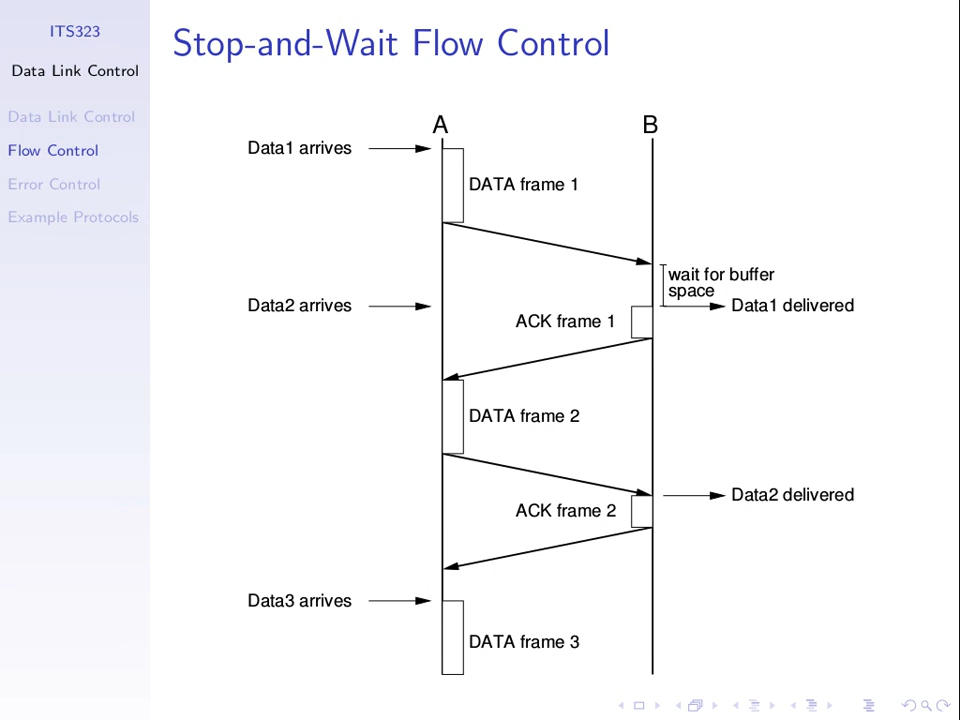 ITS323
Data Link Control
Data Link Control
Flow Control
Error Control
Example Protocols
Stop-and-Wait Flow Control
A
B
Data1 arrives
DATA frame 1
wait for buffer
space
Data2 arrives
Data1 delivered
ACK frame 1
DATA frame 2
Data2 delivered
ACK frame 2
Data3 arrives
DATA frame 3